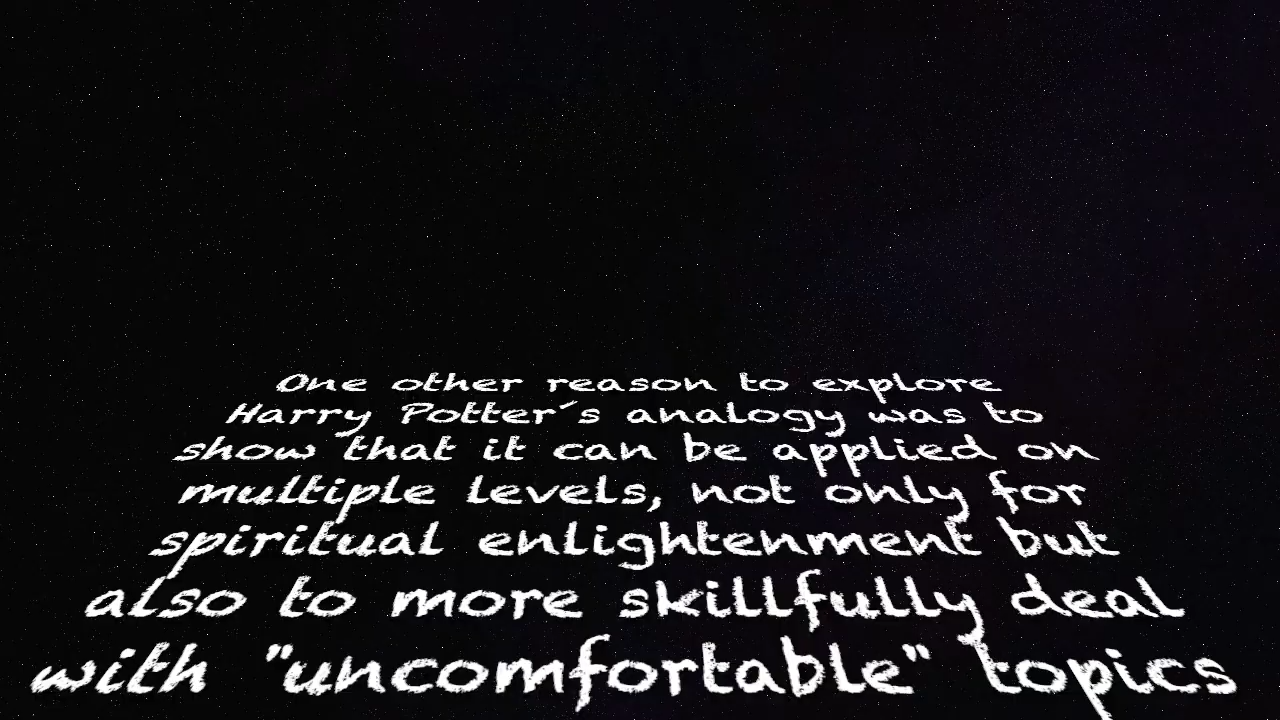 One other reason to explore
Harry Potter´s analogy was to
show that it can be applied on
multiple levels, not only for
spiritual enlightenment but
also to more skillfully deal
with "uncomfortable" topics